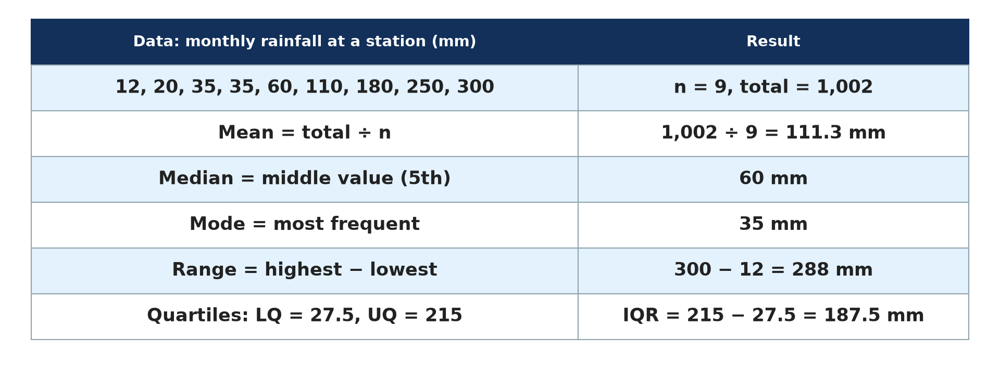 Data: monthly rainfall at a station (mm) Result
12, 20, 35, 35, 60, 110, 180, 250, 300 n = 9, total = 1,002
Mean = total ÷ n 1,002 ÷ 9 = 111.3 mm
Median = middle value (5th) 60 mm
Mode = most frequent 35 mm
Range = highest − lowest 300 − 12 = 288 mm
Quartiles: LQ = 27.5, UQ = 215 IQR = 215 − 27.5 = 187.5 mm